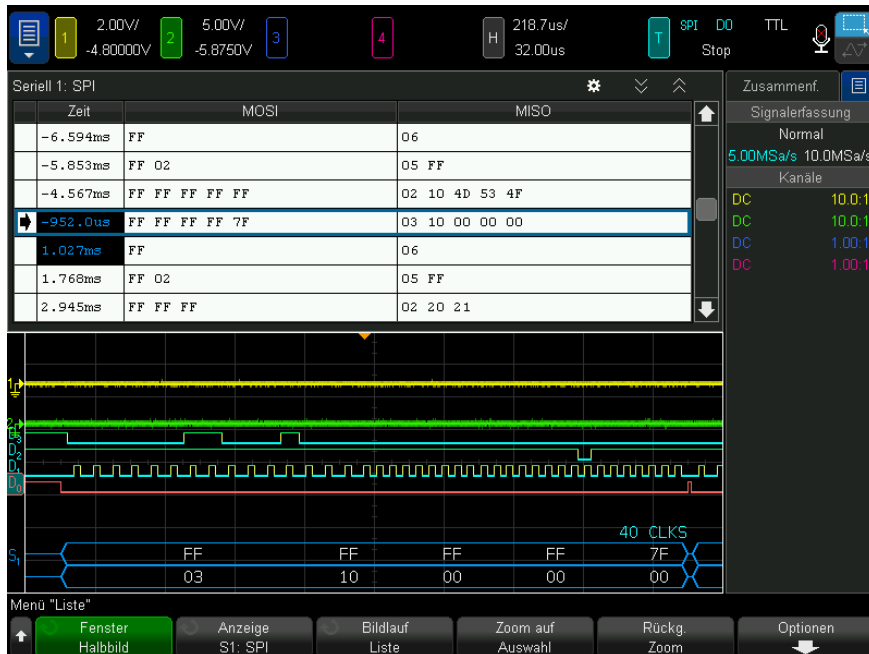 1 2.00V/ -4.80000V 2 5.00V/ -5.8750V 3 4 H 218.7us/ 32.00us T SPI D0 TTL Stop
Seriell 1: SPI
Zeit MOSI MISO
-6.594ms FF 06
-5.853ms FF 02 05 FF
-4.567ms FF FF FF FF FF 02 10 4D 53 4F
-952.0us FF FF FF FF 7F 03 10 00 00 00
1.027ms FF 06
1.768ms FF 02 05 FF
2.945ms FF FF FF 02 20 21
Zusammenf.
Signalerfassung
Normal
5.00MSa/s 10.0MSa/s
Kanäle
DC 10.0:1
DC 10.0:1
DC 1.00:1
DC 1.00:1
1
2
D3
D2
D1
D0
40 CLKS
S1 FF FF FF FF 7F
03 10 00 00 00
Menü "Liste"
Fenster Halbbild
Anzeige S1: SPI
Bildlauf Liste
Zoom auf Auswahl
Rückg. Zoom
Optionen